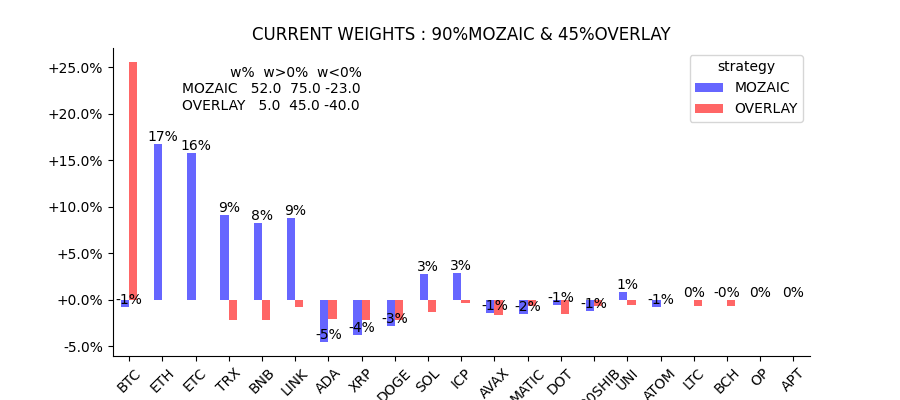 CURRENT WEIGHTS : 90%MOZAIC & 45%OVERLAY
+25.0%
+20.0%
+15.0%
+10.0%
+5.0%
+0.0%
-5.0%
w% w>0% w<0%
MOZAIC 52.0 75.0 -23.0
OVERLAY 5.0 45.0 -40.0
strategy
MOZAIC
OVERLAY
-1%
17%
16%
9%
8%
9%
-5%
-4%
-3%
3%
3%
-1%
-2%
-1%
-1%
1%
-1%
0%
-0%
0%
0%
BTC
ETH
ETC
TRX
BNB
LINK
ADA
XRP
DOGE
SOL
ICP
AVAX
MATIC
DOT
0SHIB
UNI
ATOM
LTC
BCH
OP
APT